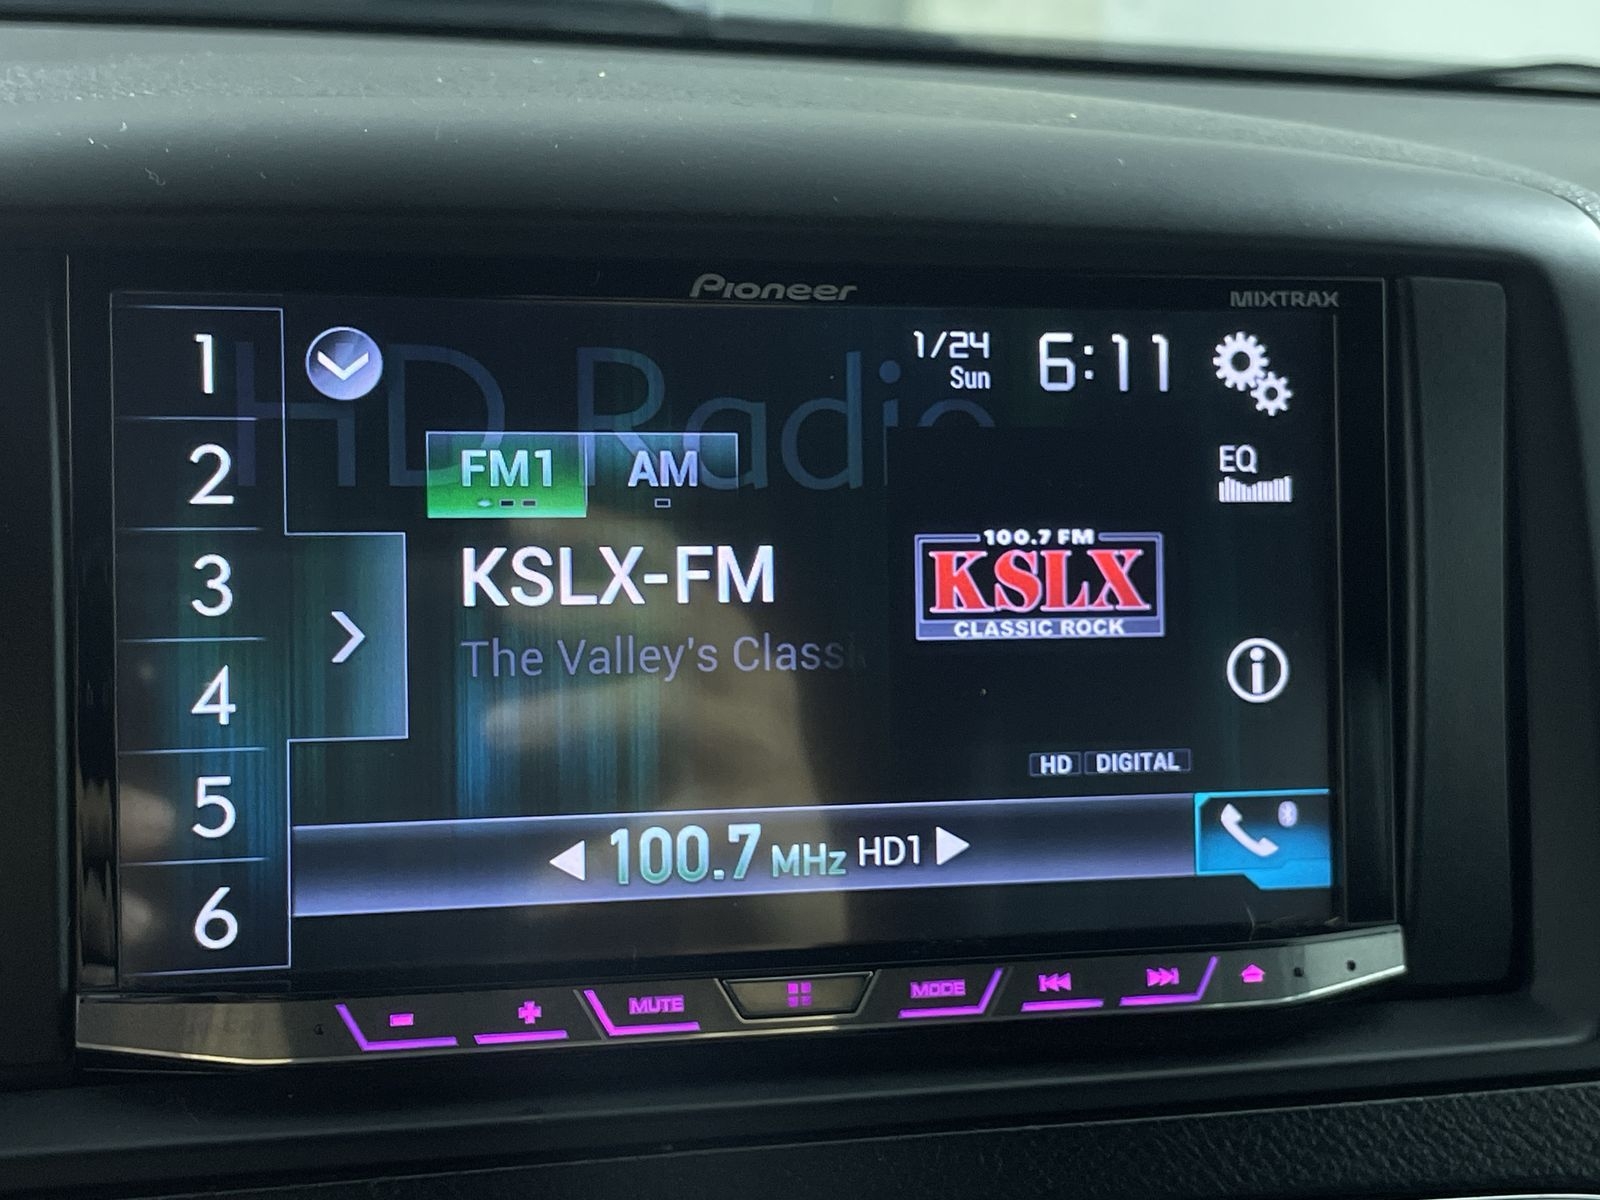 Pioneer
MIXTRAX
HD Radio
1/24
Sun
6:11
1
2
3
4
5
6
FM1
AM
EQ
KSLX-FM
The Valley's Class
100.7 FM
KSLX
CLASSIC ROCK
HD DIGITAL
100.7 MHz HD1
MUTE
MODE